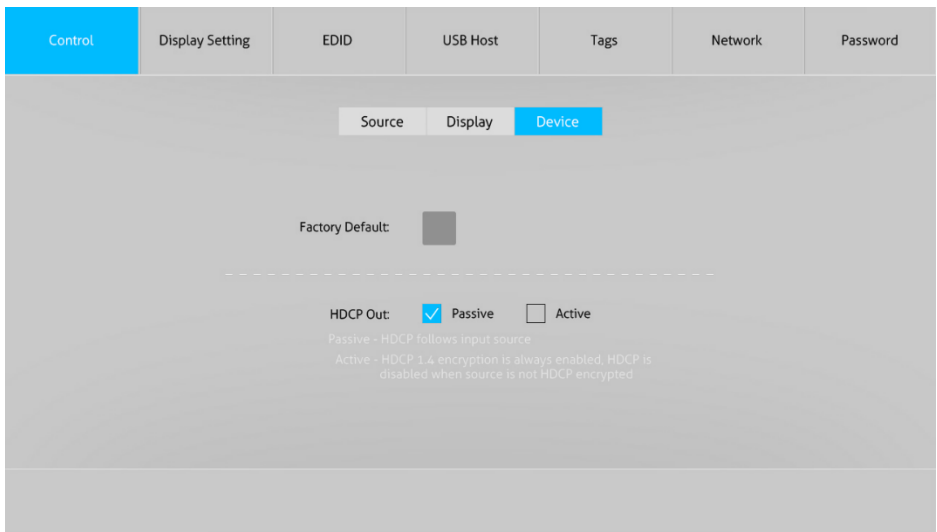 Control Display Setting EDID USB Host Tags Network Password
Source Display Device
Factory Default:
HDCP Out: Passive Active
Passive - HDCP follows input source
Active - HDCP 1.4 encryption is always enabled, HDCP is
disabled when source is not HDCP encrypted